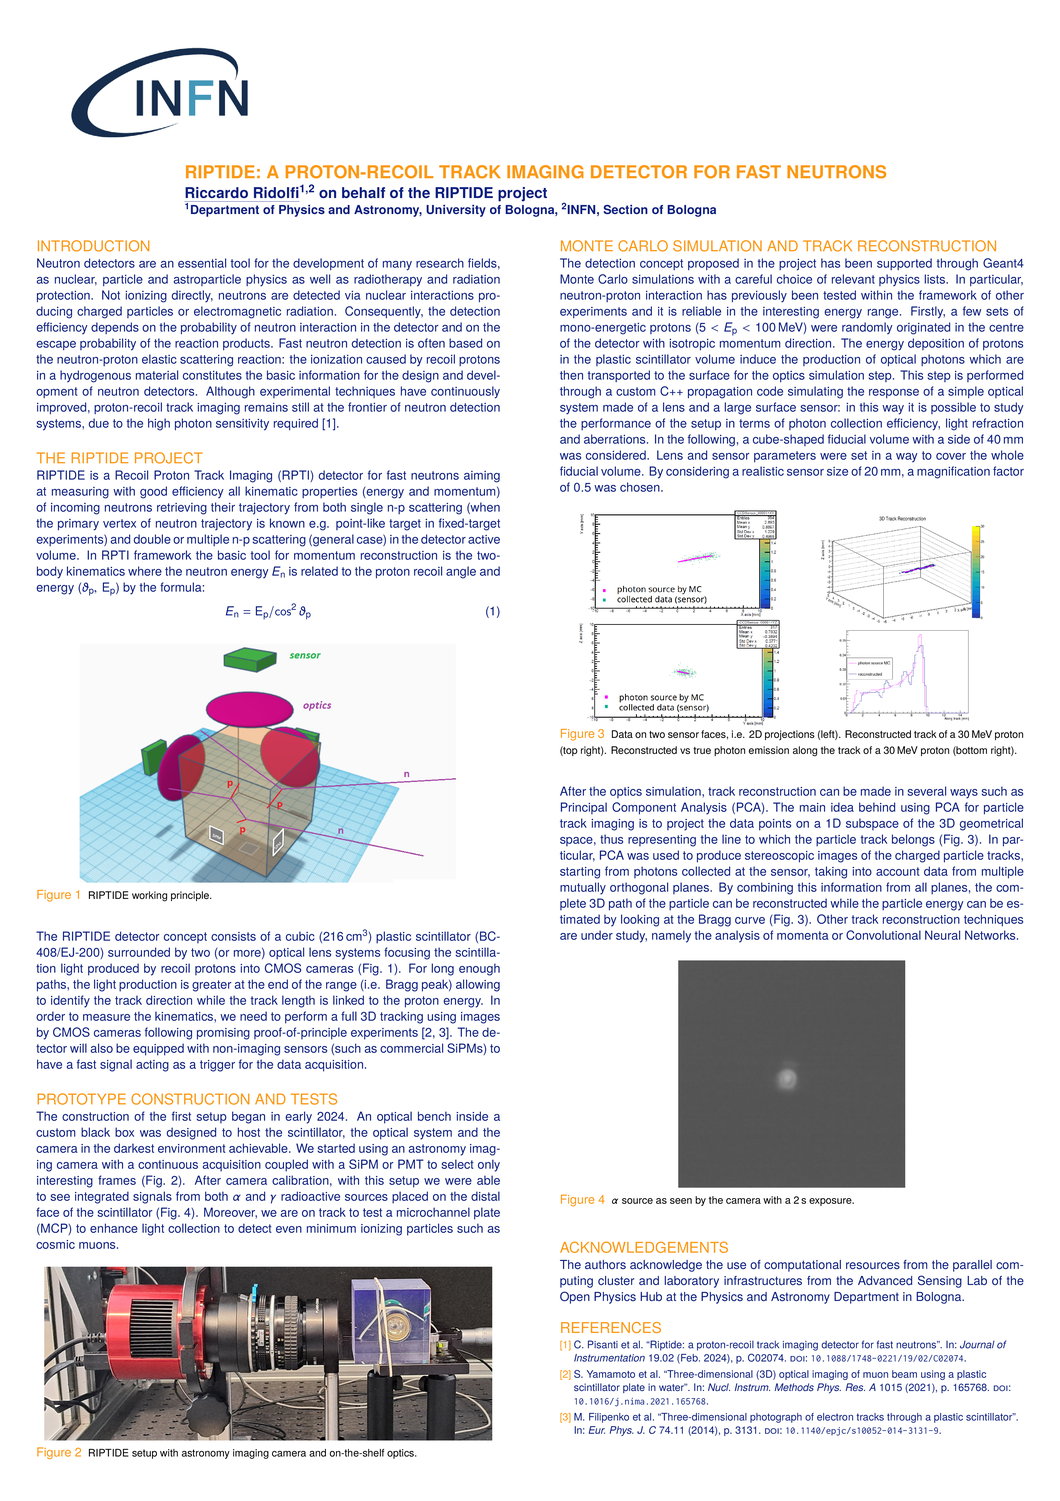 INFN
RIPTIDE: A PROTON-RECOIL TRACK IMAGING DETECTOR FOR FAST NEUTRONS
Riccardo Ridolfi1,2 on behalf of the RIPTIDE project
1Department of Physics and Astronomy, University of Bologna, 2INFN, Section of Bologna
INTRODUCTION
Neutron detectors are an essential tool for the development of many research fields,
as nuclear, particle and astroparticle physics as well as radiotherapy and radiation
protection. Not ionizing directly, neutrons are detected via nuclear interactions pro-
ducing charged particles or electromagnetic radiation. Consequently, the detection
efficiency depends on the probability of neutron interaction in the detector and on the
escape probability of the reaction products. Fast neutron detection is often based on
the neutron-proton elastic scattering reaction: the ionization caused by recoil protons
in a hydrogenous material constitutes the basic information for the design and devel-
opment of neutron detectors. Although experimental techniques have continuously
improved, proton-recoil track imaging remains still at the frontier of neutron detection
systems, due to the high photon sensitivity required [1].
THE RIPTIDE PROJECT
RIPTIDE is a Recoil Proton Track Imaging (RPTI) detector for fast neutrons aiming
at measuring with good efficiency all kinematic properties (energy and momentum)
of incoming neutrons retrieving their trajectory from both single n-p scattering (when
the primary vertex of neutron trajectory is known e.g. point-like target in fixed-target
experiments) and double or multiple n-p scattering (general case) in the detector active
volume. In RPTI framework the basic tool for momentum reconstruction is the two-
body kinematics where the neutron energy En is related to the proton recoil angle and
energy (ϑp, Ep) by the formula:
En = Ep/cos² ϑp (1)
sensor
optics
n
p
p
p
n
Figure 1 RIPTIDE working principle.
The RIPTIDE detector concept consists of a cubic (216 cm³) plastic scintillator (BC-
408/EJ-200) surrounded by two (or more) optical lens systems focusing the scintilla-
tion light produced by recoil protons into CMOS cameras (Fig. 1). For long enough
paths, the light production is greater at the end of the range (i.e. Bragg peak) allowing
to identify the track direction while the track length is linked to the proton energy. In
order to measure the kinematics, we need to perform a full 3D tracking using images
by CMOS cameras following promising proof-of-principle experiments [2, 3]. The de-
tector will also be equipped with non-imaging sensors (such as commercial SiPMs) to
have a fast signal acting as a trigger for the data acquisition.
PROTOTYPE CONSTRUCTION AND TESTS
The construction of the first setup began in early 2024. An optical bench inside a
custom black box was designed to host the scintillator, the optical system and the
camera in the darkest environment achievable. We started using an astronomy imag-
ing camera with a continuous acquisition coupled with a SiPM or PMT to select only
interesting frames (Fig. 2). After camera calibration, with this setup we were able
to see integrated signals from both α and γ radioactive sources placed on the distal
face of the scintillator (Fig. 4). Moreover, we are on track to test a microchannel plate
(MCP) to enhance light collection to detect even minimum ionizing particles such as
cosmic muons.
Figure 2 RIPTIDE setup with astronomy imaging camera and on-the-shelf optics.
MONTE CARLO SIMULATION AND TRACK RECONSTRUCTION
The detection concept proposed in the project has been supported through Geant4
Monte Carlo simulations with a careful choice of relevant physics lists. In particular,
neutron-proton interaction has previously been tested within the framework of other
experiments and it is reliable in the interesting energy range. Firstly, a few sets of
mono-energetic protons (5 < Ep < 100 MeV) were randomly originated in the centre
of the detector with isotropic momentum direction. The energy deposition of protons
in the plastic scintillator volume induce the production of optical photons which are
then transported to the surface for the optics simulation step. This step is performed
through a custom C++ propagation code simulating the response of a simple optical
system made of a lens and a large surface sensor: in this way it is possible to study
the performance of the setup in terms of photon collection efficiency, light refraction
and aberrations. In the following, a cube-shaped fiducial volume with a side of 40 mm
was considered. Lens and sensor parameters were set in a way to cover the whole
fiducial volume. By considering a realistic sensor size of 20 mm, a magnification factor
of 0.5 was chosen.
photon source by MC
collected data (sensor)
photon source by MC
collected data (sensor)
3D Track Reconstruction
photon source MC
reconstructed
Figure 3 Data on two sensor faces, i.e. 2D projections (left). Reconstructed track of a 30 MeV proton
(top right). Reconstructed vs true photon emission along the track of a 30 MeV proton (bottom right).
After the optics simulation, track reconstruction can be made in several ways such as
Principal Component Analysis (PCA). The main idea behind using PCA for particle
track imaging is to project the data points on a 1D subspace of the 3D geometrical
space, thus representing the line to which the particle track belongs (Fig. 3). In par-
ticular, PCA was used to produce stereoscopic images of the charged particle tracks,
starting from photons collected at the sensor, taking into account data from multiple
mutually orthogonal planes. By combining this information from all planes, the com-
plete 3D path of the particle can be reconstructed while the particle energy can be es-
timated by looking at the Bragg curve (Fig. 3). Other track reconstruction techniques
are under study, namely the analysis of momenta or Convolutional Neural Networks.
Figure 4 α source as seen by the camera with a 2 s exposure.
ACKNOWLEDGEMENTS
The authors acknowledge the use of computational resources from the parallel com-
puting cluster and laboratory infrastructures from the Advanced Sensing Lab of the
Open Physics Hub at the Physics and Astronomy Department in Bologna.
REFERENCES
[1] C. Pisanti et al. “Riptide: a proton-recoil track imaging detector for fast neutrons”. In: Journal of
Instrumentation 19.02 (Feb. 2024), p. C02074. DOI: 10.1088/1748-0221/19/02/C02074.
[2] S. Yamamoto et al. “Three-dimensional (3D) optical imaging of muon beam using a plastic
scintillator plate in water”. In: Nucl. Instrum. Methods Phys. Res. A 1015 (2021), p. 165768. DOI:
10.1016/j.nima.2021.165768.
[3] M. Filipenko et al. “Three-dimensional photograph of electron tracks through a plastic scintillator”.
In: Eur. Phys. J. C 74.11 (2014), p. 3131. DOI: 10.1140/epjc/s10052-014-3131-9.